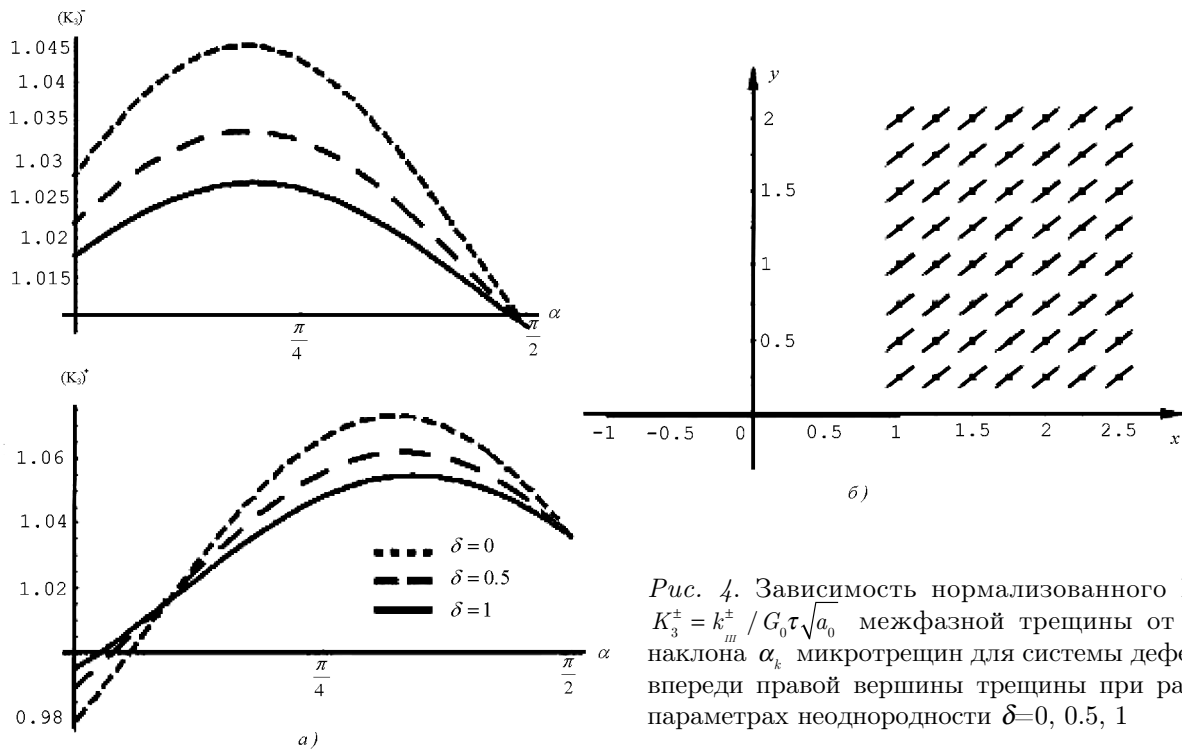 (K₃)⁻
1.045
1.04
1.035
1.03
1.025
1.02
1.015
π/4
π/2
α
(K₃)⁺
1.06
1.04
1.02
0.98
δ = 0
δ = 0.5
δ = 1
π/4
π/2
α
а)
y
2
1.5
1
0.5
-1 -0.5 0 0.5 1 1.5 2 2.5 x
б)
Рис. 4. Зависимость нормализованного
K₃^± = k_III^± / G₀τ√a₀ межфазной трещины от
наклона αₖ микротрещин для системы дефе
впереди правой вершины трещины при ра
параметрах неоднородности δ=0, 0.5, 1